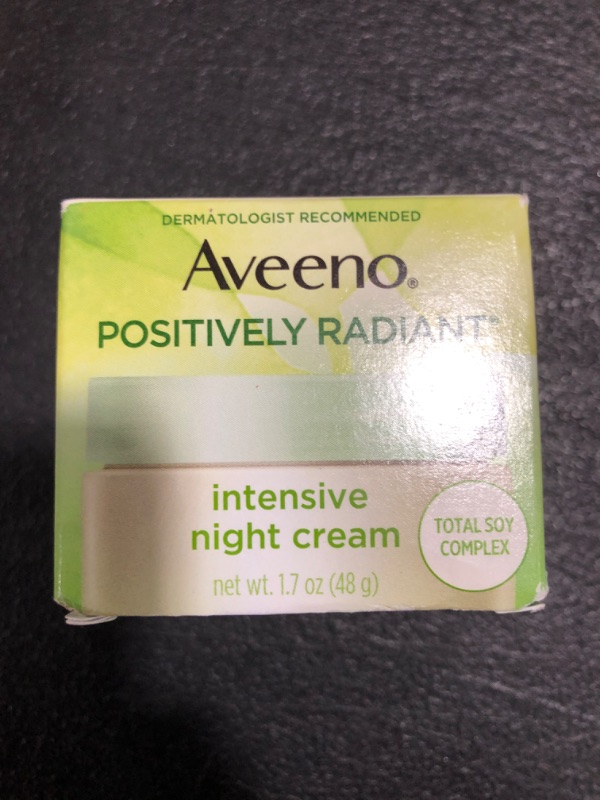 DERMATOLOGIST RECOMMENDED
Aveeno®
POSITIVELY RADIANT®
intensive
night cream
TOTAL SOY
COMPLEX
net wt. 1.7 oz (48 g)